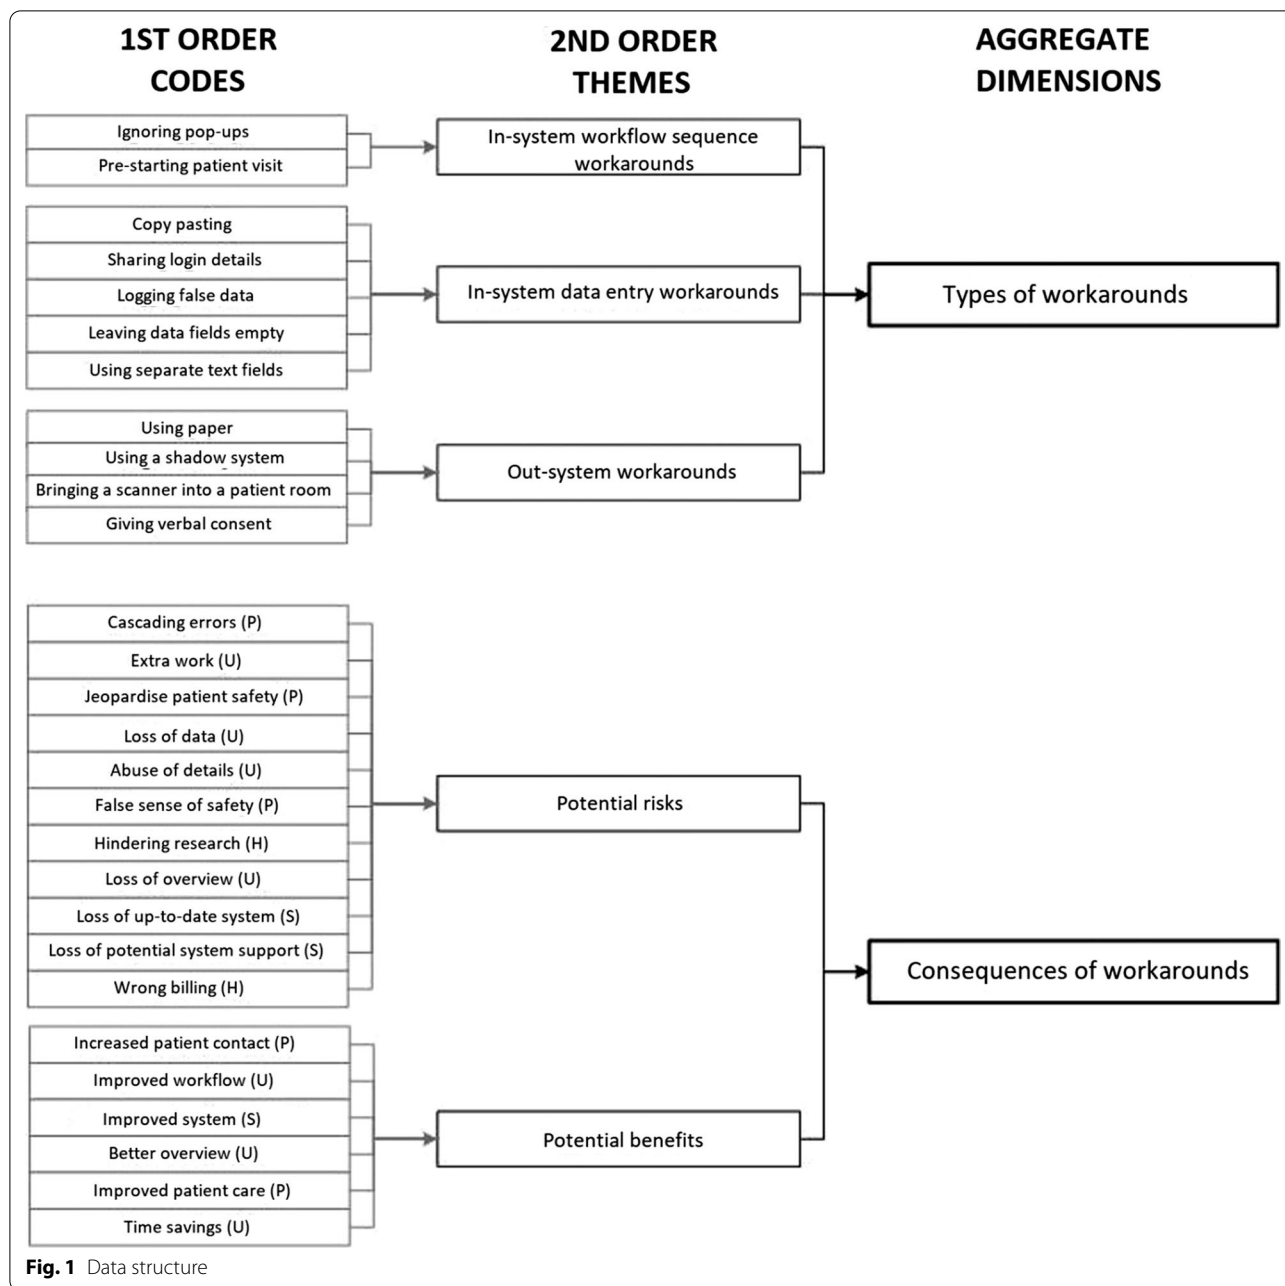 1ST ORDER
CODES
2ND ORDER
THEMES
AGGREGATE
DIMENSIONS
Ignoring pop-ups
Pre-starting patient visit
In-system workflow sequence
workarounds
Copy pasting
Sharing login details
Logging false data
Leaving data fields empty
Using separate text fields
In-system data entry workarounds
Types of workarounds
Using paper
Using a shadow system
Bringing a scanner into a patient room
Giving verbal consent
Out-system workarounds
Cascading errors (P)
Extra work (U)
Jeopardise patient safety (P)
Loss of data (U)
Abuse of details (U)
False sense of safety (P)
Hindering research (H)
Loss of overview (U)
Loss of up-to-date system (S)
Loss of potential system support (S)
Wrong billing (H)
Potential risks
Consequences of workarounds
Increased patient contact (P)
Improved workflow (U)
Improved system (S)
Better overview (U)
Improved patient care (P)
Time savings (U)
Potential benefits
Fig. 1 Data structure